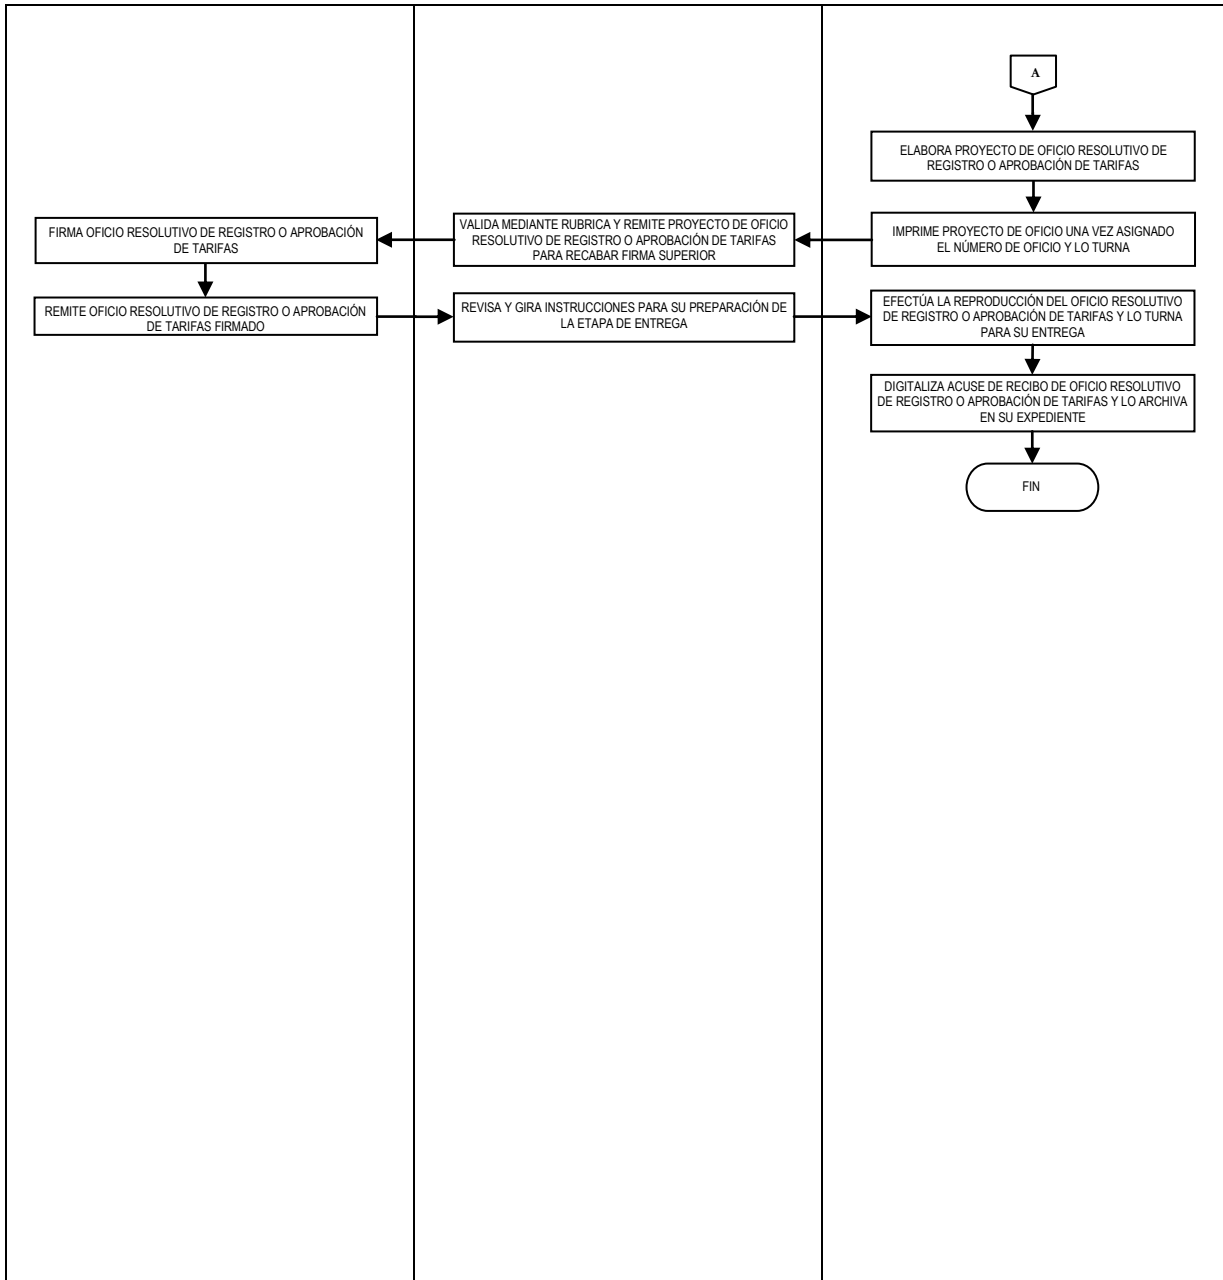 A
ELABORA PROYECTO DE OFICIO RESOLUTIVO DE
REGISTRO O APROBACIÓN DE TARIFAS
IMPRIME PROYECTO DE OFICIO UNA VEZ ASIGNADO
EL NÚMERO DE OFICIO Y LO TURNA
VALIDA MEDIANTE RUBRICA Y REMITE PROYECTO DE OFICIO
RESOLUTIVO DE REGISTRO O APROBACIÓN DE TARIFAS
PARA RECABAR FIRMA SUPERIOR
FIRMA OFICIO RESOLUTIVO DE REGISTRO O APROBACIÓN
DE TARIFAS
REMITE OFICIO RESOLUTIVO DE REGISTRO O APROBACIÓN
DE TARIFAS FIRMADO
REVISA Y GIRA INSTRUCCIONES PARA SU PREPARACIÓN DE
LA ETAPA DE ENTREGA
EFECTÚA LA REPRODUCCIÓN DEL OFICIO RESOLUTIVO
DE REGISTRO O APROBACIÓN DE TARIFAS Y LO TURNA
PARA SU ENTREGA
DIGITALIZA ACUSE DE RECIBO DE OFICIO RESOLUTIVO
DE REGISTRO O APROBACIÓN DE TARIFAS Y LO ARCHIVA
EN SU EXPEDIENTE
FIN